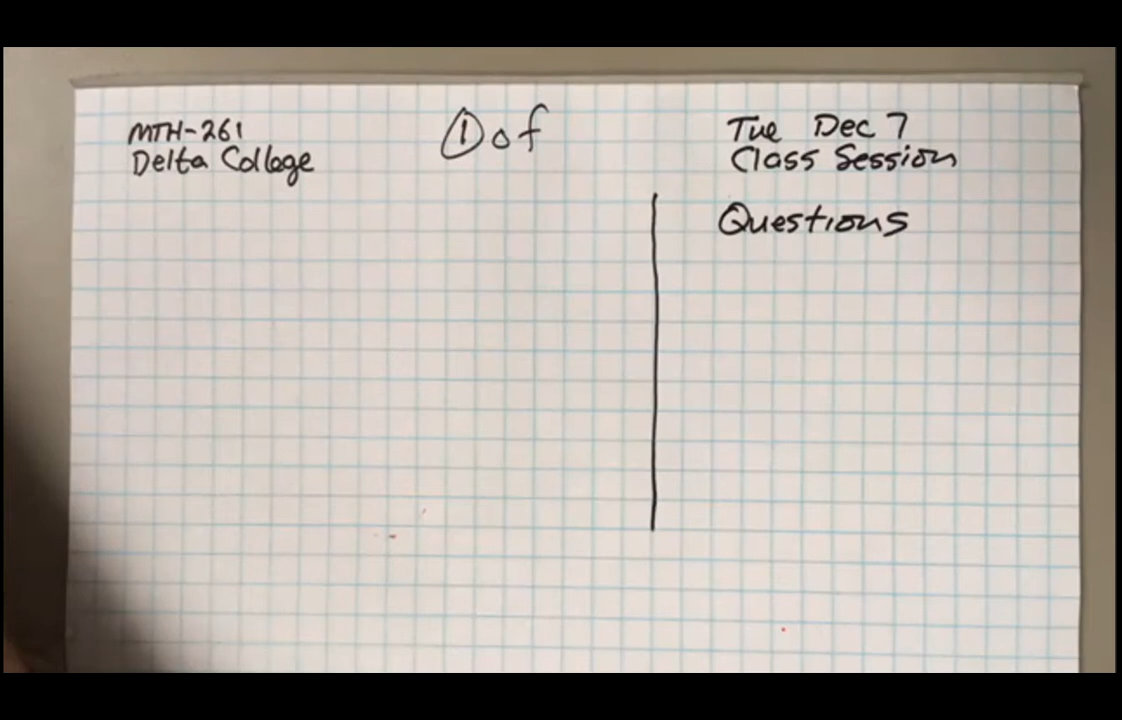 MTH-261
Delta College
① of
Tue Dec 7
Class Session
Questions